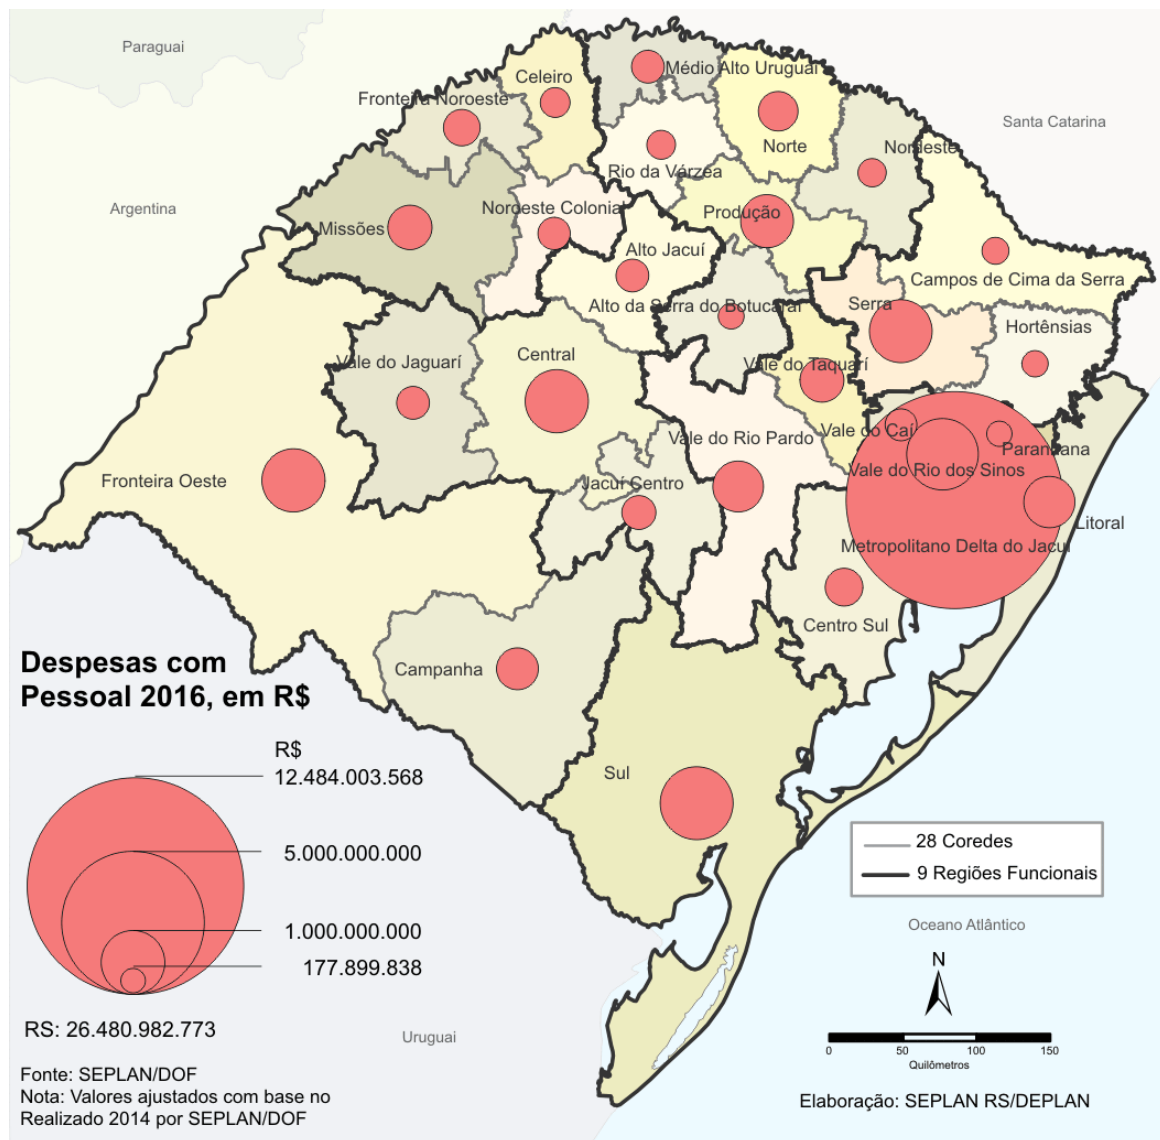 Paraguai
Santa Catarina
Argentina
Celeiro
Médio Alto Uruguai
Fronteira Noroeste
Norte
Nordeste
Rio da Várzea
Missões
Noroeste Colonial
Produção
Alto Jacuí
Campos de Cima da Serra
Alto da Serra do Botucaraí
Serra
Hortênsias
Vale do Jaguarí
Central
Vale do Taquarí
Vale do Rio Pardo
Vale do Caí
Paranhana
Vale do Rio dos Sinos
Fronteira Oeste
Jacuí Centro
Litoral
Metropolitano Delta do Jacuí
Centro Sul
Campanha
Sul
Despesas com
Pessoal 2016, em R$
R$
12.484.003.568
5.000.000.000
1.000.000.000
177.899.838
RS: 26.480.982.773
Fonte: SEPLAN/DOF
Nota: Valores ajustados com base no
Realizado 2014 por SEPLAN/DOF
Uruguai
28 Coredes
9 Regiões Funcionais
Oceano Atlântico
N
0 50 100 150
Quilômetros
Elaboração: SEPLAN RS/DEPLAN